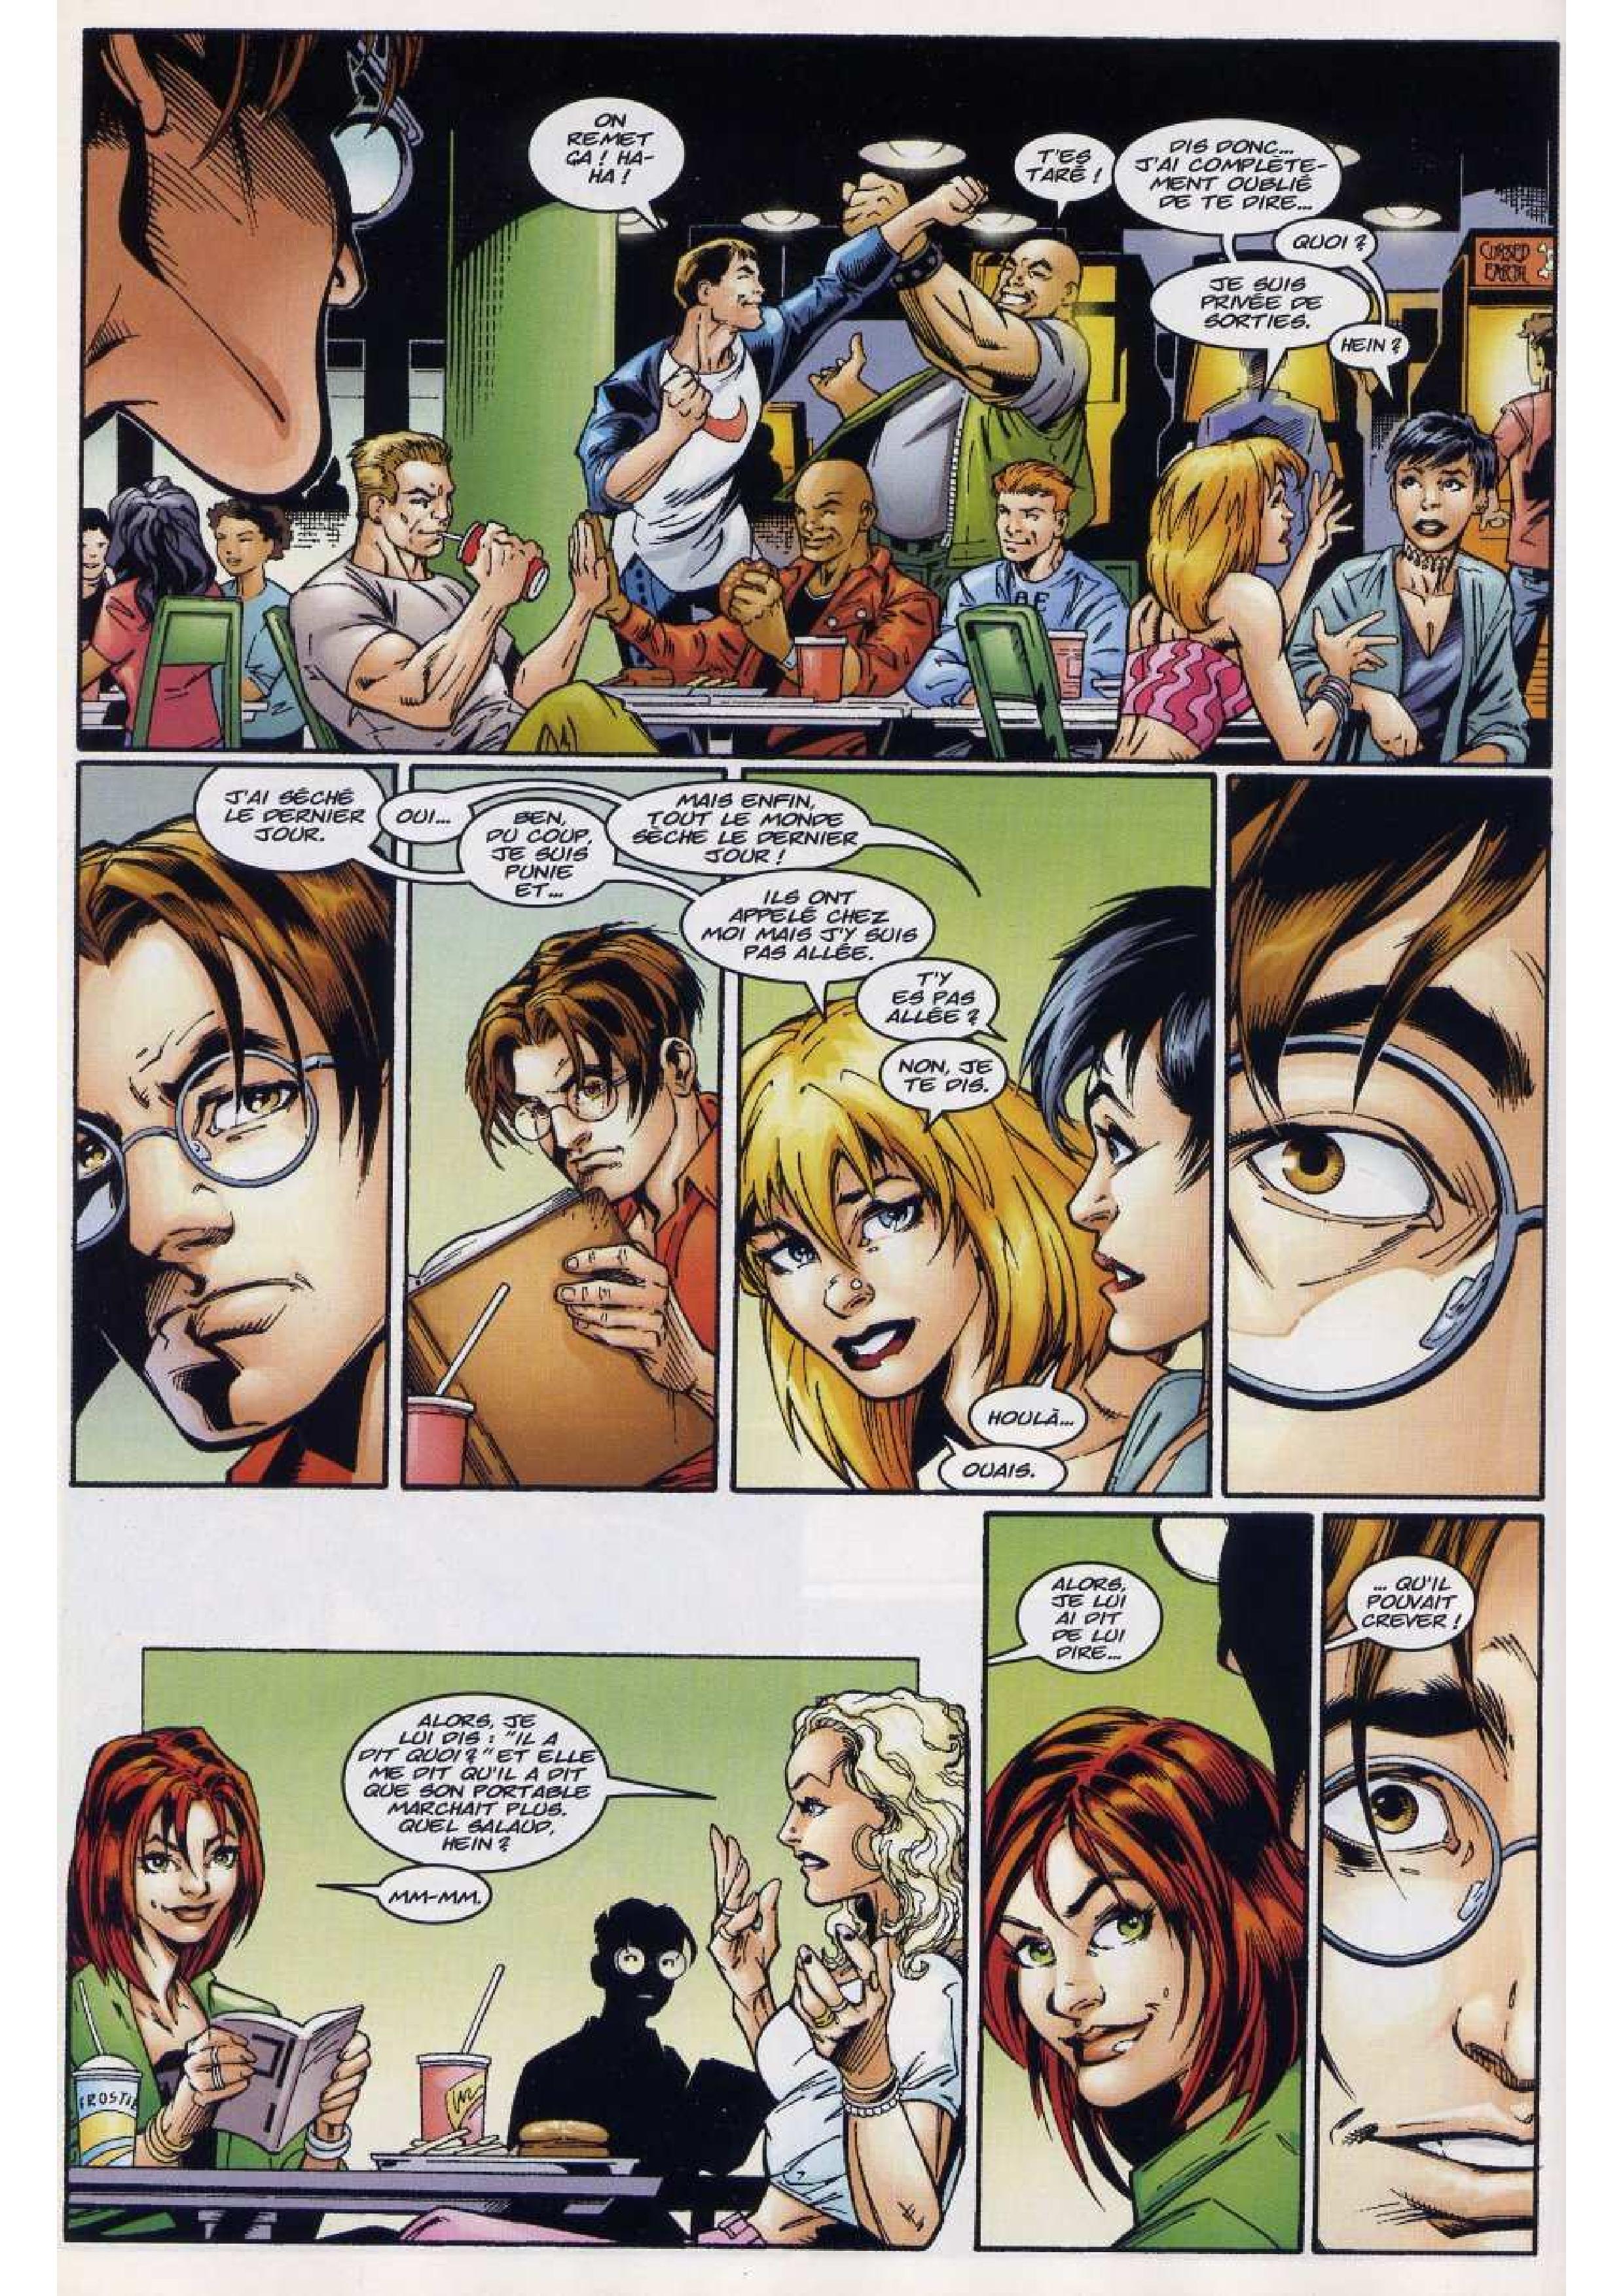 ON
REMET
ÇA ! HA-
HA !
T'ES
TARÉ !
DIS DONC...
J'AI COMPLÈTE-
MENT OUBLIÉ
DE TE DIRE...
QUOI ?
JE SUIS
PRIVÉE DE
SORTIES.
HEIN ?
CURSED
EARTH
J'AI SÉCHÉ
LE DERNIER
JOUR.
OUI...
BEN,
DU COUP,
JE SUIS
PUNIE
ET...
MAIS ENFIN,
TOUT LE MONDE
SÈCHE LE DERNIER
JOUR !
ILS ONT
APPELÉ CHEZ
MOI MAIS J'Y SUIS
PAS ALLÉE.
T'Y
ES PAS
ALLÉE ?
NON, JE
TE DIS.
HOULÀ...
OUAIS.
ALORS, JE
LUI DIS : "IL A
DIT QUOI ?" ET ELLE
ME DIT QU'IL A DIT
QUE SON PORTABLE
MARCHAIT PLUS.
QUEL SALAUD,
HEIN ?
MM-MM.
FROSTIE
ALORS,
JE LUI
AI DIT
DE LUI
DIRE...
... QU'IL
POUVAIT
CREVER !